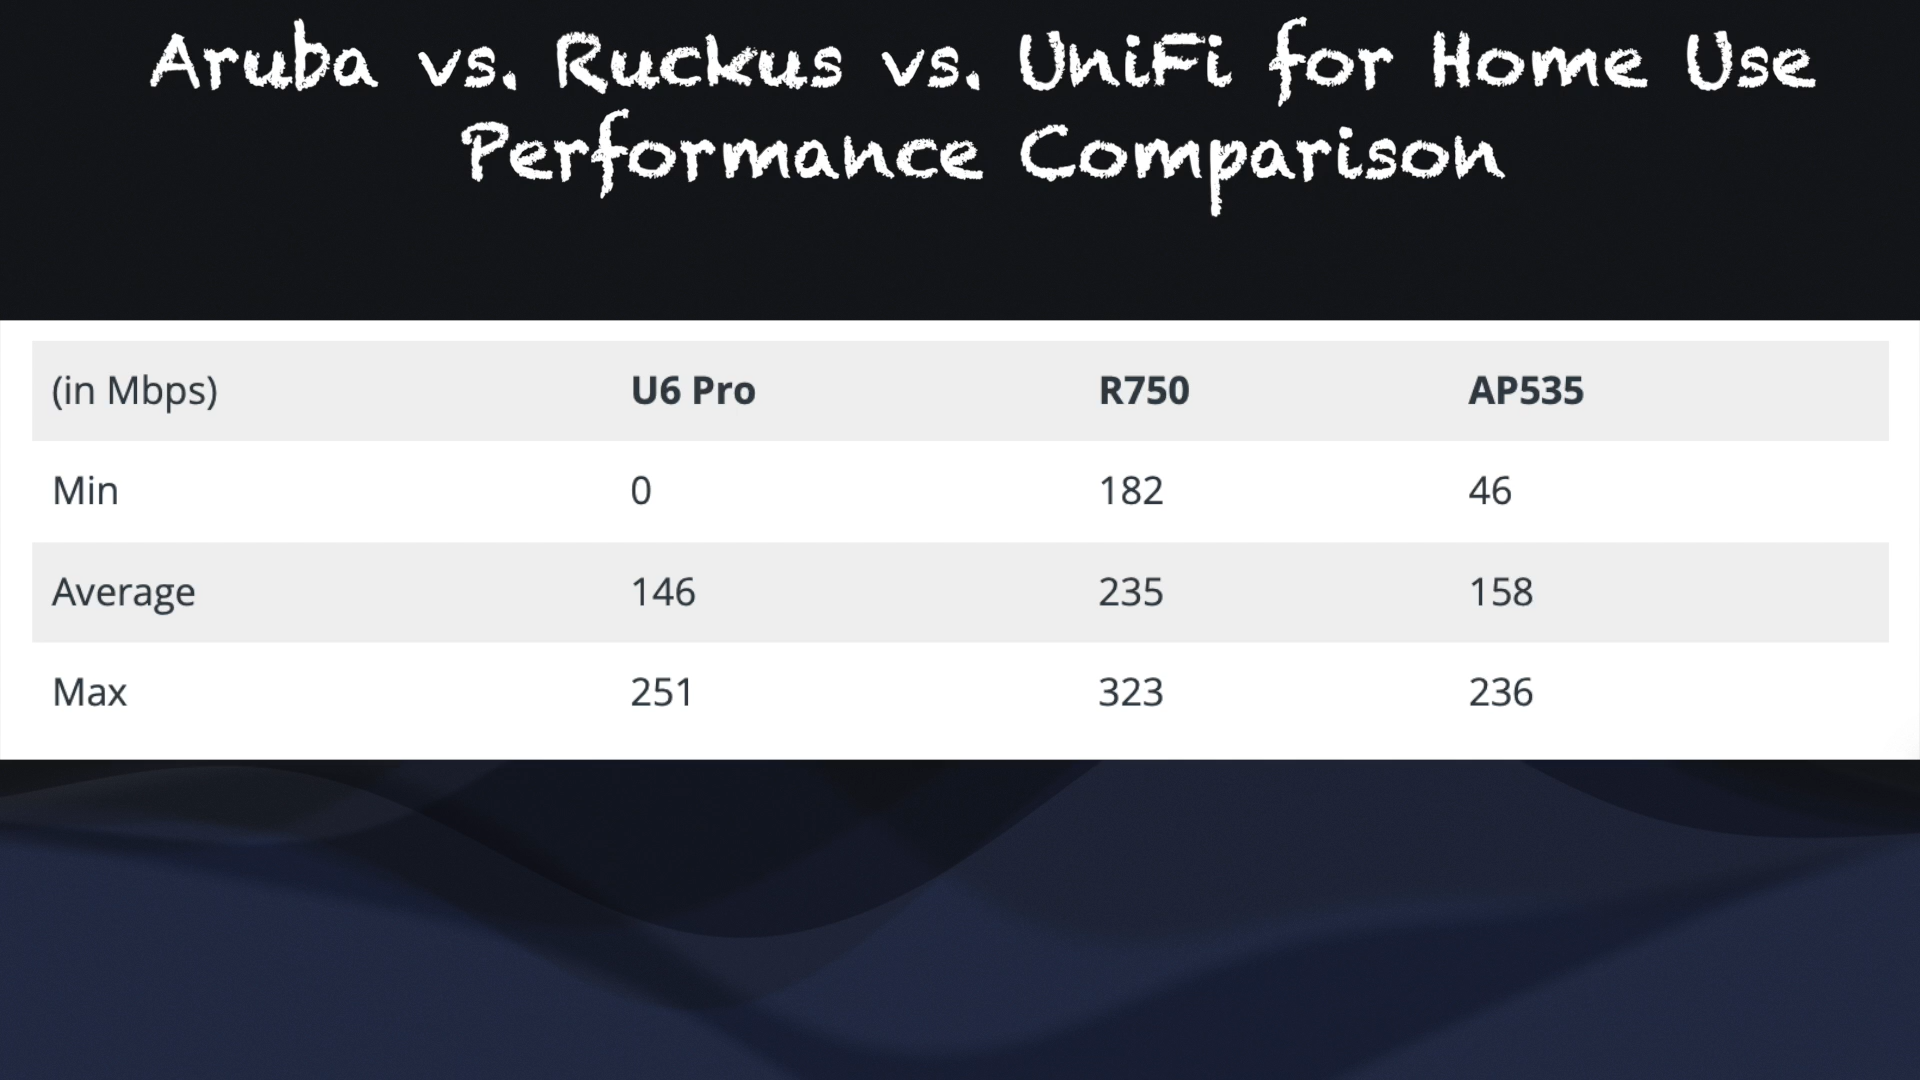 Aruba vs. Ruckus vs. UniFi for Home Use
Performance Comparison
(in Mbps) U6 Pro R750 AP535
Min 0 182 46
Average 146 235 158
Max 251 323 236